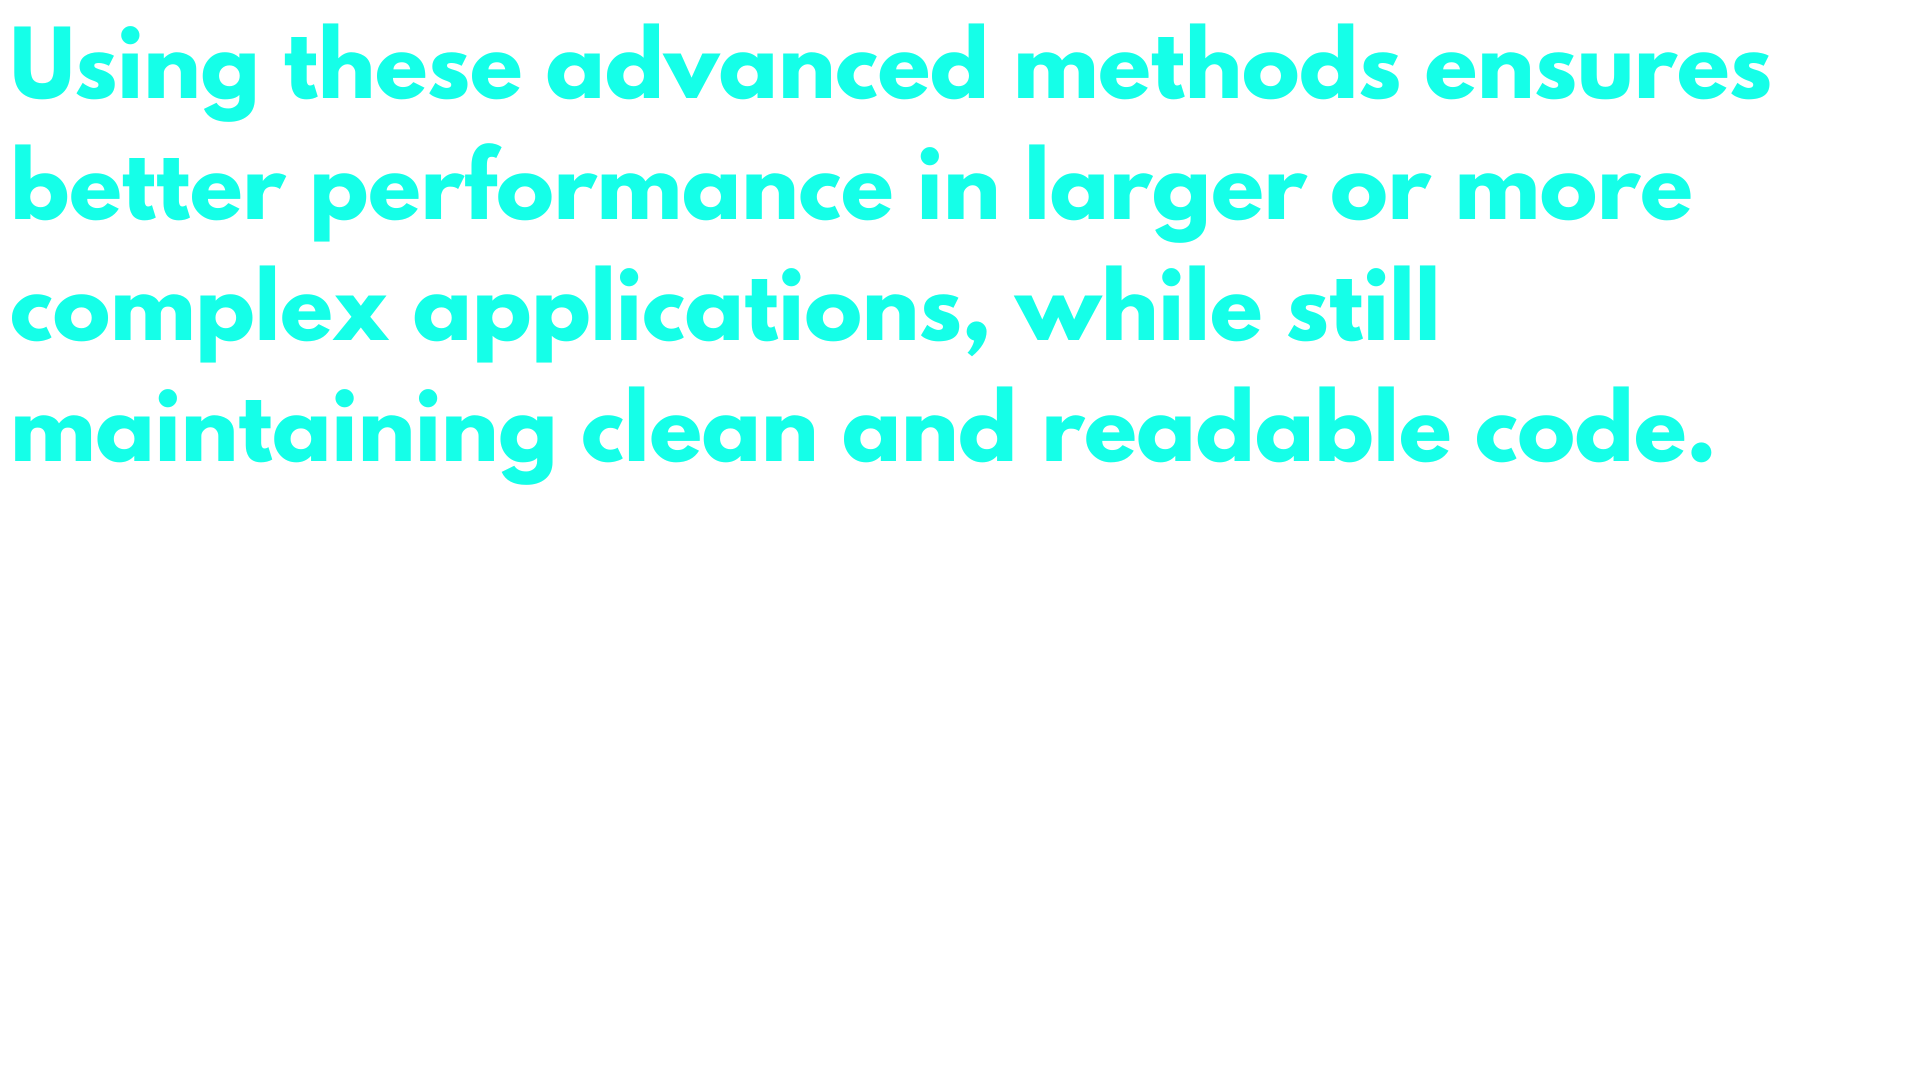 Using these advanced methods ensures
better performance in larger or more
complex applications, while still
maintaining clean and readable code.